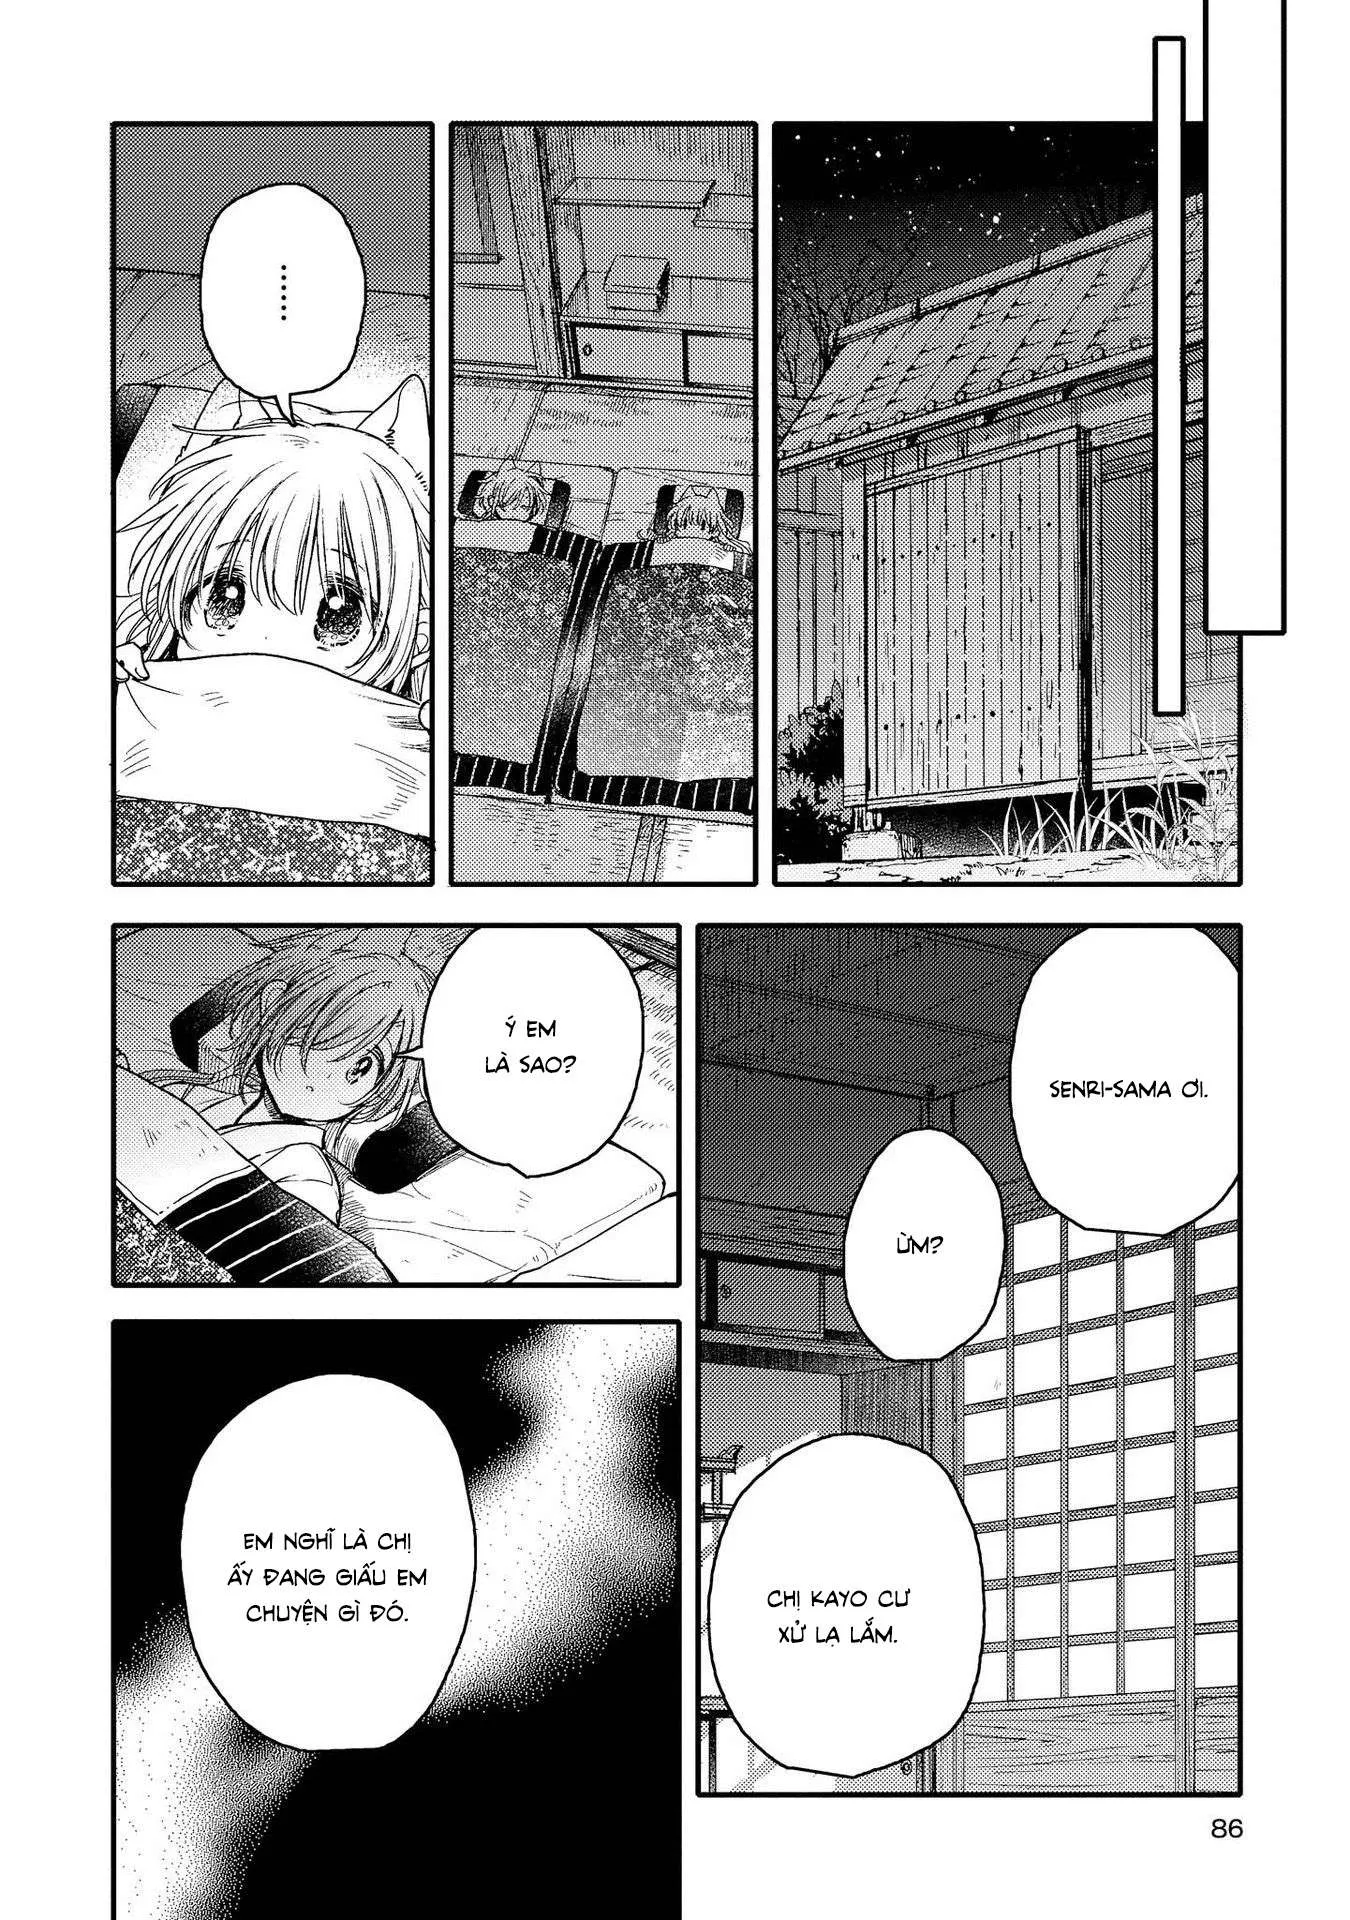 ......
SENRI-SAMA ƠI.
ỪM?
CHỊ KAYO CƯ
XỬ LẠ LẮM.
Ý EM
LÀ SAO?
EM NGHĨ LÀ CHỊ
ẤY ĐANG GIẤU EM
CHUYỆN GÌ ĐÓ.
86